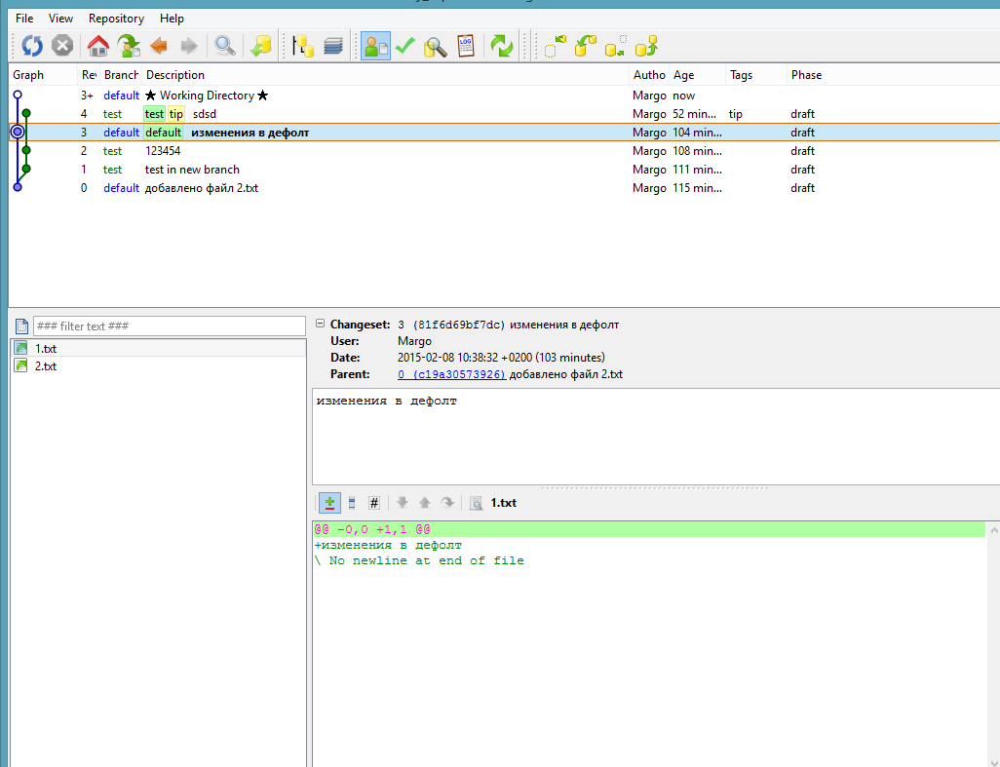 File View Repository Help
LOG
Graph Re Branch Description Autho Age Tags Phase
3+ default ★ Working Directory ★ Margo now
4 test test tip sdsd Margo 52 min... tip draft
3 default default изменения в дефолт Margo 104 min... draft
2 test 123454 Margo 108 min... draft
1 test test in new branch Margo 111 min... draft
0 default добавлено файл 2.txt Margo 115 min... draft
### filter text ###
1.txt
2.txt
Changeset: 3 (81f6d69bf7dc) изменения в дефолт
User: Margo
Date: 2015-02-08 10:38:32 +0200 (103 minutes)
Parent: 0 (c19a30573926) добавлено файл 2.txt
изменения в дефолт
# 1.txt
@@ -0,0 +1,1 @@
+изменения в дефолт
\ No newline at end of file